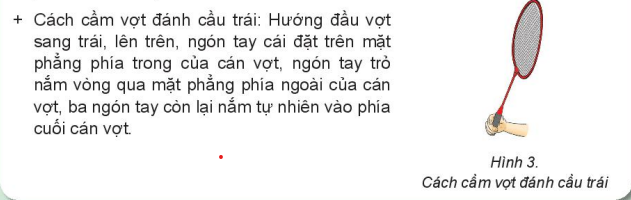 + Cách cầm vợt đánh cầu trái: Hướng đầu vợt
sang trái, lên trên, ngón tay cái đặt trên mặt
phẳng phía trong của cán vợt, ngón tay trỏ
nắm vòng qua mặt phẳng phía ngoài của cán
vợt, ba ngón tay còn lại nắm tự nhiên vào phía
cuối cán vợt.
Hình 3.
Cách cầm vợt đánh cầu trái